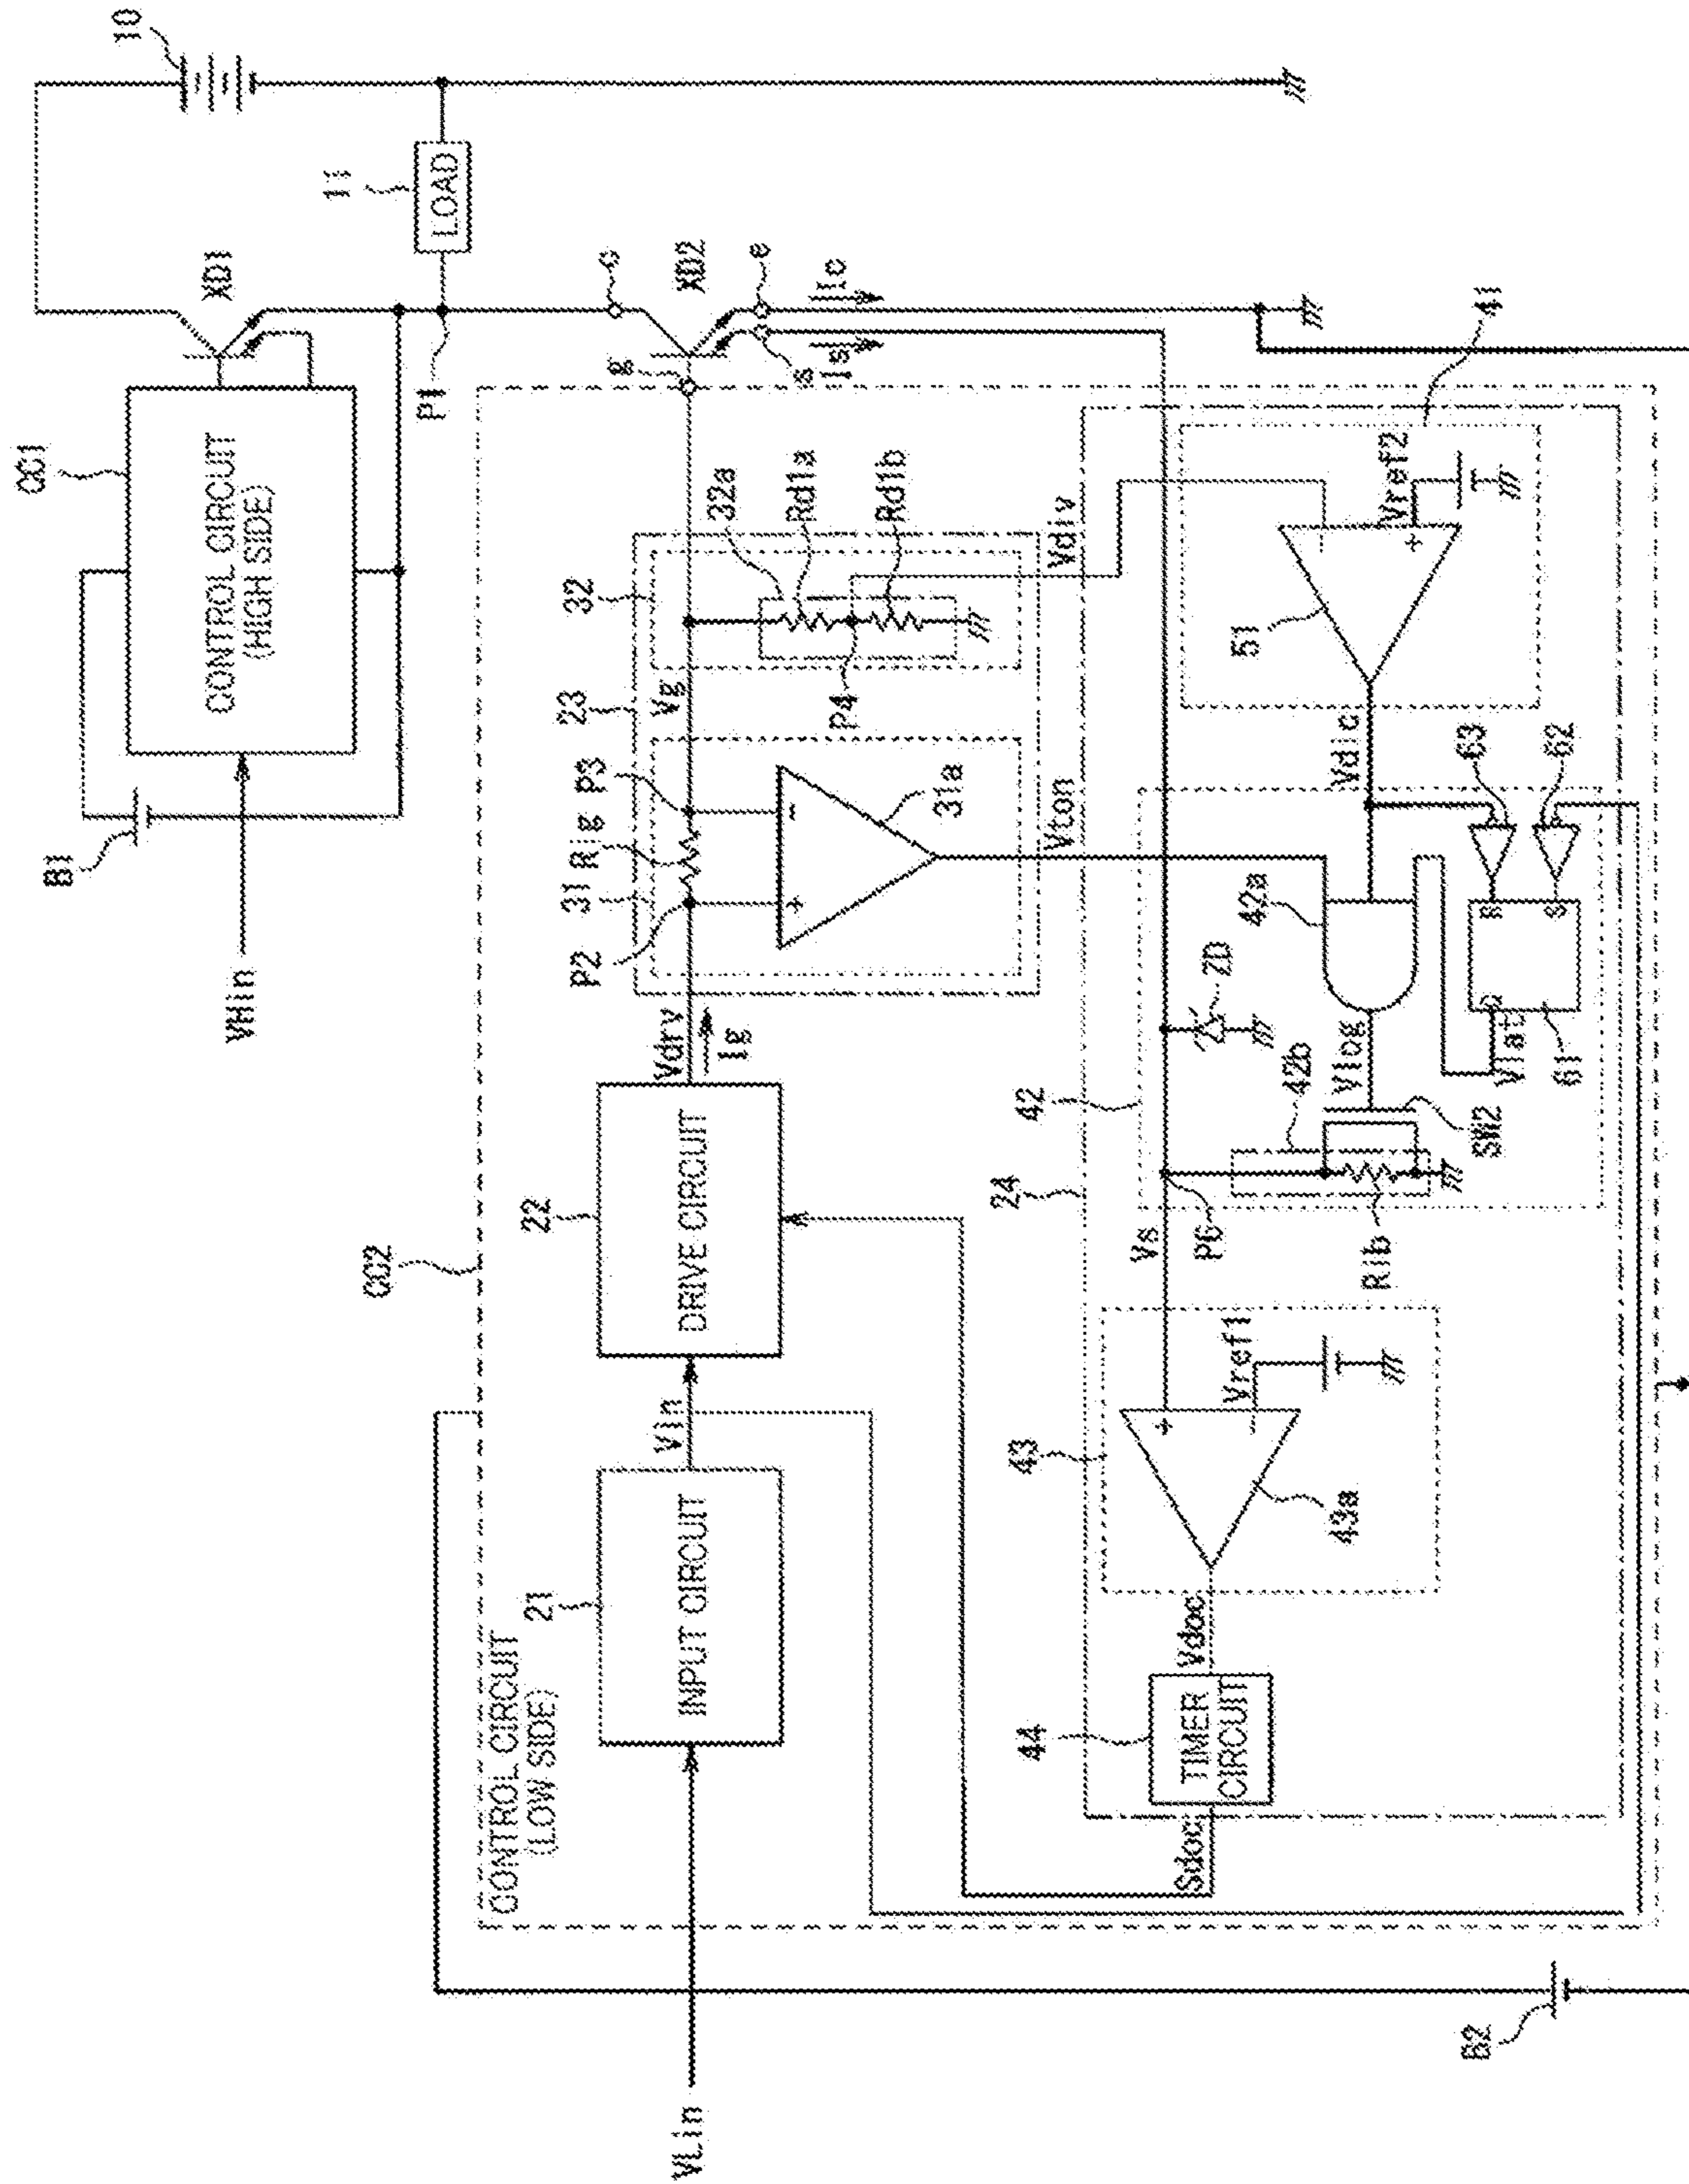 10
B1
CC1
CONTROL CIRCUIT
(HIGH SIDE)
XD1
VHin
11
LOAD
P1
CC2
CONTROL CIRCUIT
(LOW SIDE)
VLin
21
INPUT CIRCUIT
Vin
22
DRIVE CIRCUIT
Vdrv
Ig
23
31
Rig
P2
P3
+
-
31a
Vg
32
32a
Rd1a
Rd1b
P4
g
c
XD2
e
s
Ic
Is
Vton
Vdiv
24
44
TIMER
CIRCUIT
Sdoc
Vdoc
43
43a
+
-
Vref1
Vs
P6
42
42b
R1b
SW2
ZD
Vlog
42a
Vlat
61
Q
R
S
63
62
Vdic
41
51
-
+
Vref2
B2